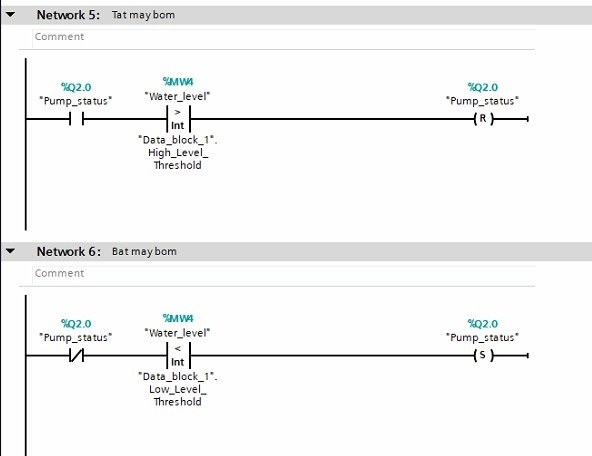 Network 5: Tat may bom
Comment
%Q2.0
"Pump_status"
%MW4
"Water_level"
>
Int
"Data_block_1".
High_Level_
Threshold
%Q2.0
"Pump_status"
R
Network 6: Bat may bom
Comment
%Q2.0
"Pump_status"
%MW4
"Water_level"
<
Int
"Data_block_1".
Low_Level_
Threshold
%Q2.0
"Pump_status"
S